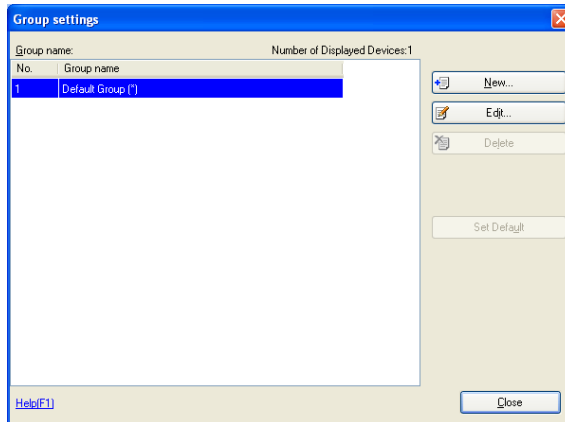 Group settings
Group name: Number of Displayed Devices:1
No. Group name
1 Default Group (*)
New...
Edit...
Delete
Set Default
Help(F1)
Close